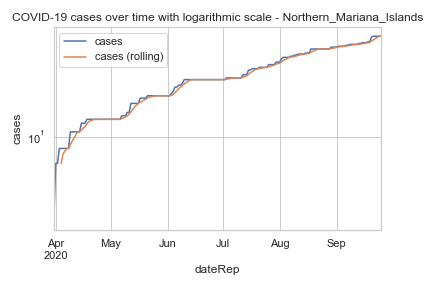 COVID-19 cases over time with logarithmic scale - Northern_Mariana_Islands
cases
cases (rolling)
cases
10¹
Apr
2020
May
Jun
Jul
Aug
Sep
dateRep